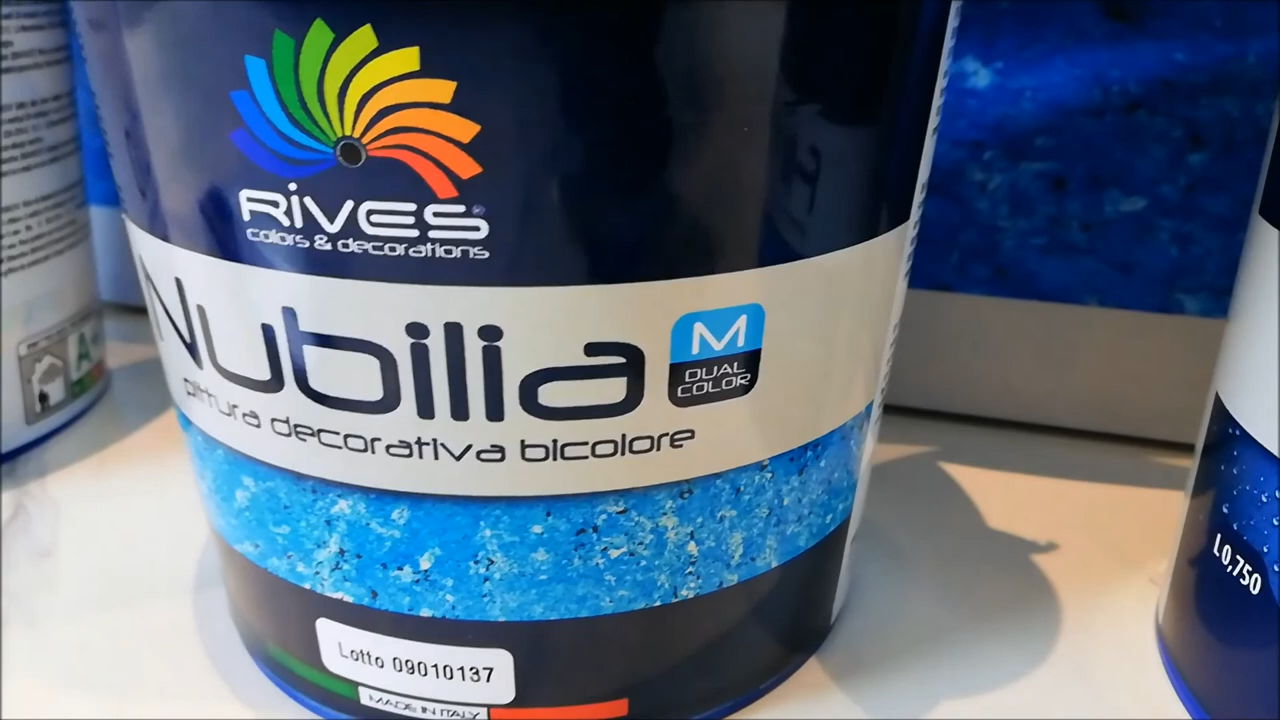 RiVES®
colors & decorations
Nubilia
M
DUAL
COLOR
pittura decorativa bicolore
Lotto 09010137
MADE IN ITALY
L0,750
A